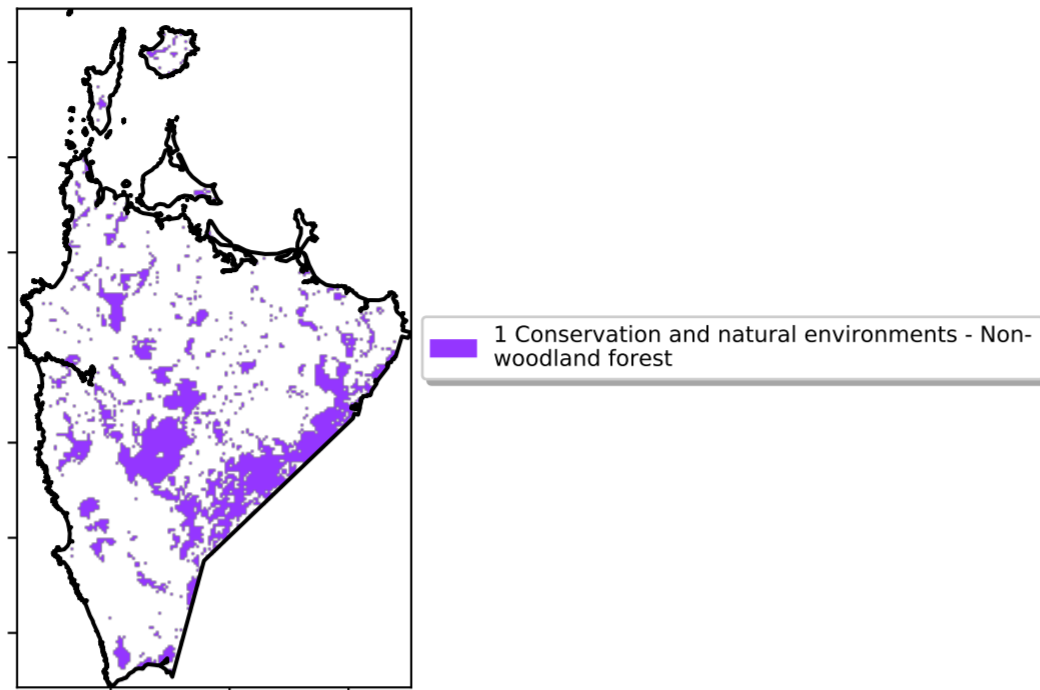 1 Conservation and natural environments - Non-
woodland forest